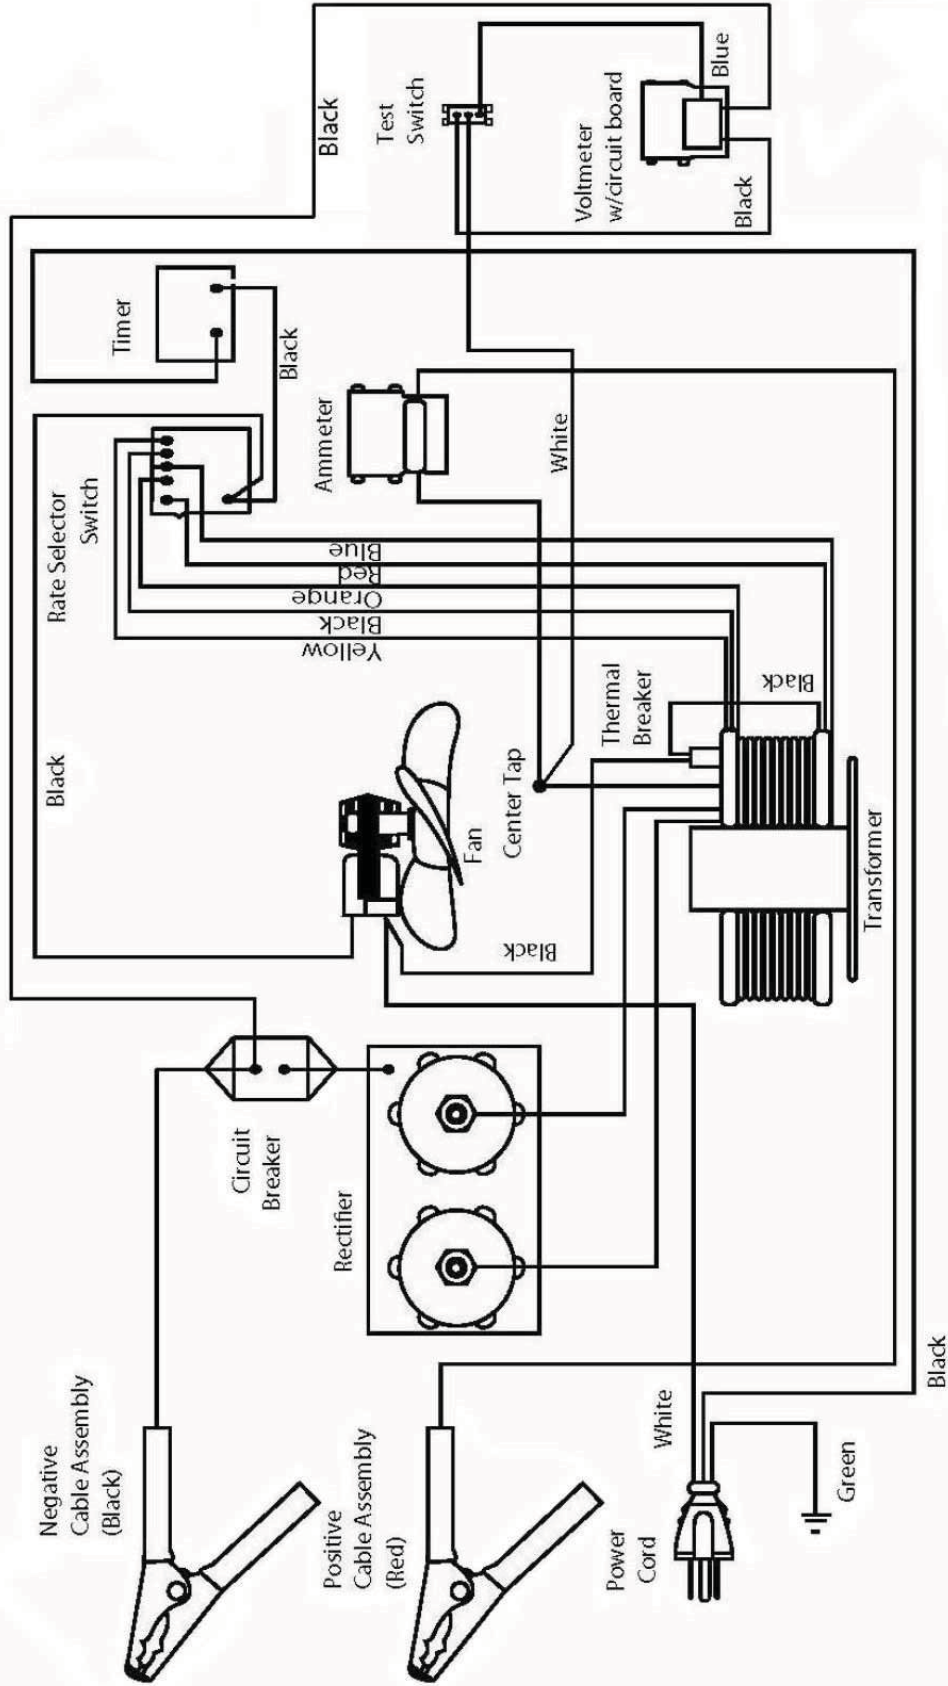 Negative
Cable Assembly
(Black)
Black
Rate Selector
Switch
Timer
Circuit
Breaker
Black
Black
Positive
Cable Assembly
(Red)
Rectifier
Fan
Ammeter
Test
Switch
Yellow
Black
Orange
Red
Blue
Center Tap
Black
White
Thermal
Breaker
Voltmeter
w/circuit board
Power
Cord
White
Black
Black
Blue
Green
Transformer
Black